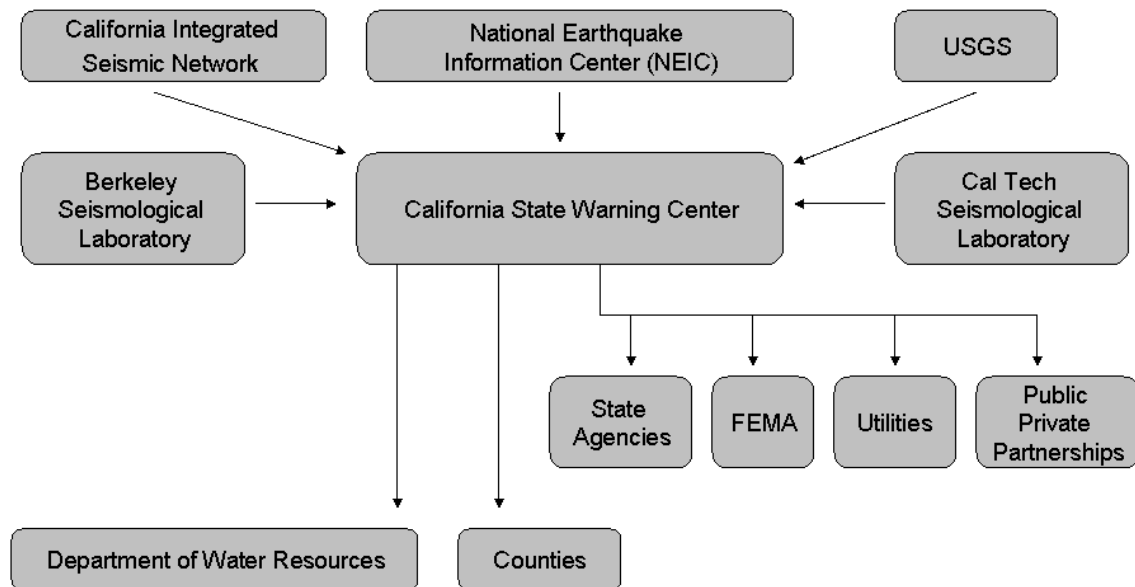 California Integrated
Seismic Network
National Earthquake
Information Center (NEIC)
USGS
Berkeley
Seismological
Laboratory
California State Warning Center
Cal Tech
Seismological
Laboratory
State
Agencies
FEMA
Utilities
Public
Private
Partnerships
Department of Water Resources
Counties